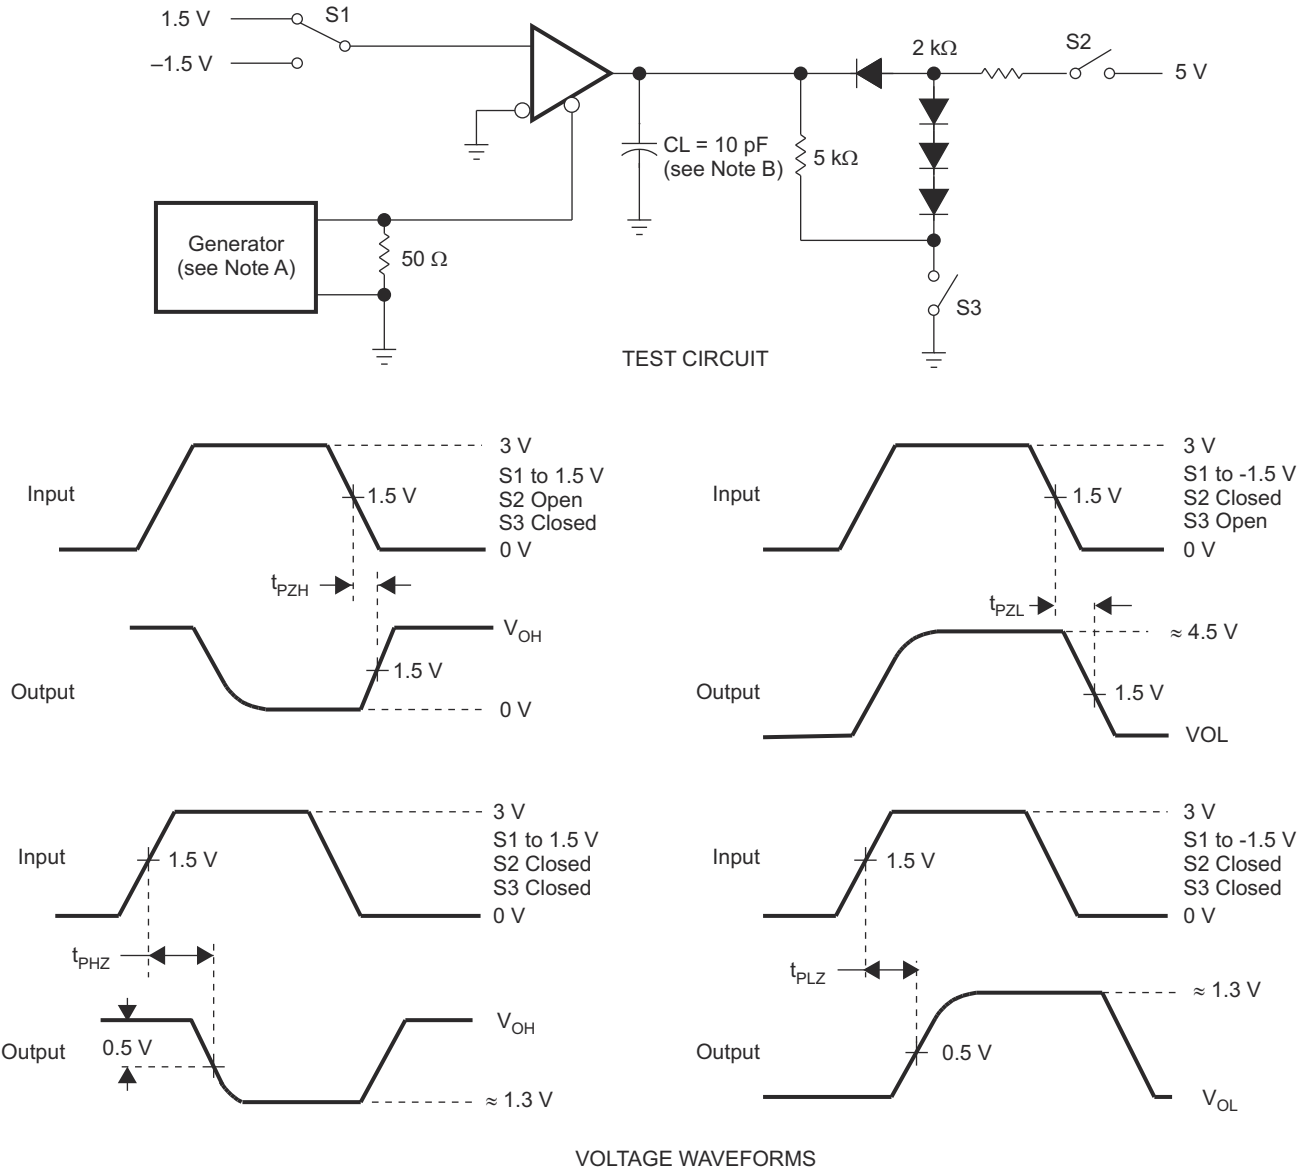 1.5 V
S1
–1.5 V
2 kΩ
S2
5 V
CL = 10 pF
(see Note B)
5 kΩ
Generator
(see Note A)
50 Ω
S3
TEST CIRCUIT
3 V
Input
1.5 V
S1 to 1.5 V
S2 Open
S3 Closed
0 V
tPZH
VOH
1.5 V
Output
0 V
3 V
Input
1.5 V
S1 to -1.5 V
S2 Closed
S3 Open
0 V
tPZL
≈ 4.5 V
Output
1.5 V
VOL
3 V
Input
1.5 V
S1 to 1.5 V
S2 Closed
S3 Closed
0 V
tPHZ
VOH
Output
0.5 V
≈ 1.3 V
3 V
Input
1.5 V
S1 to -1.5 V
S2 Closed
S3 Closed
0 V
tPLZ
≈ 1.3 V
Output
0.5 V
VOL
VOLTAGE WAVEFORMS